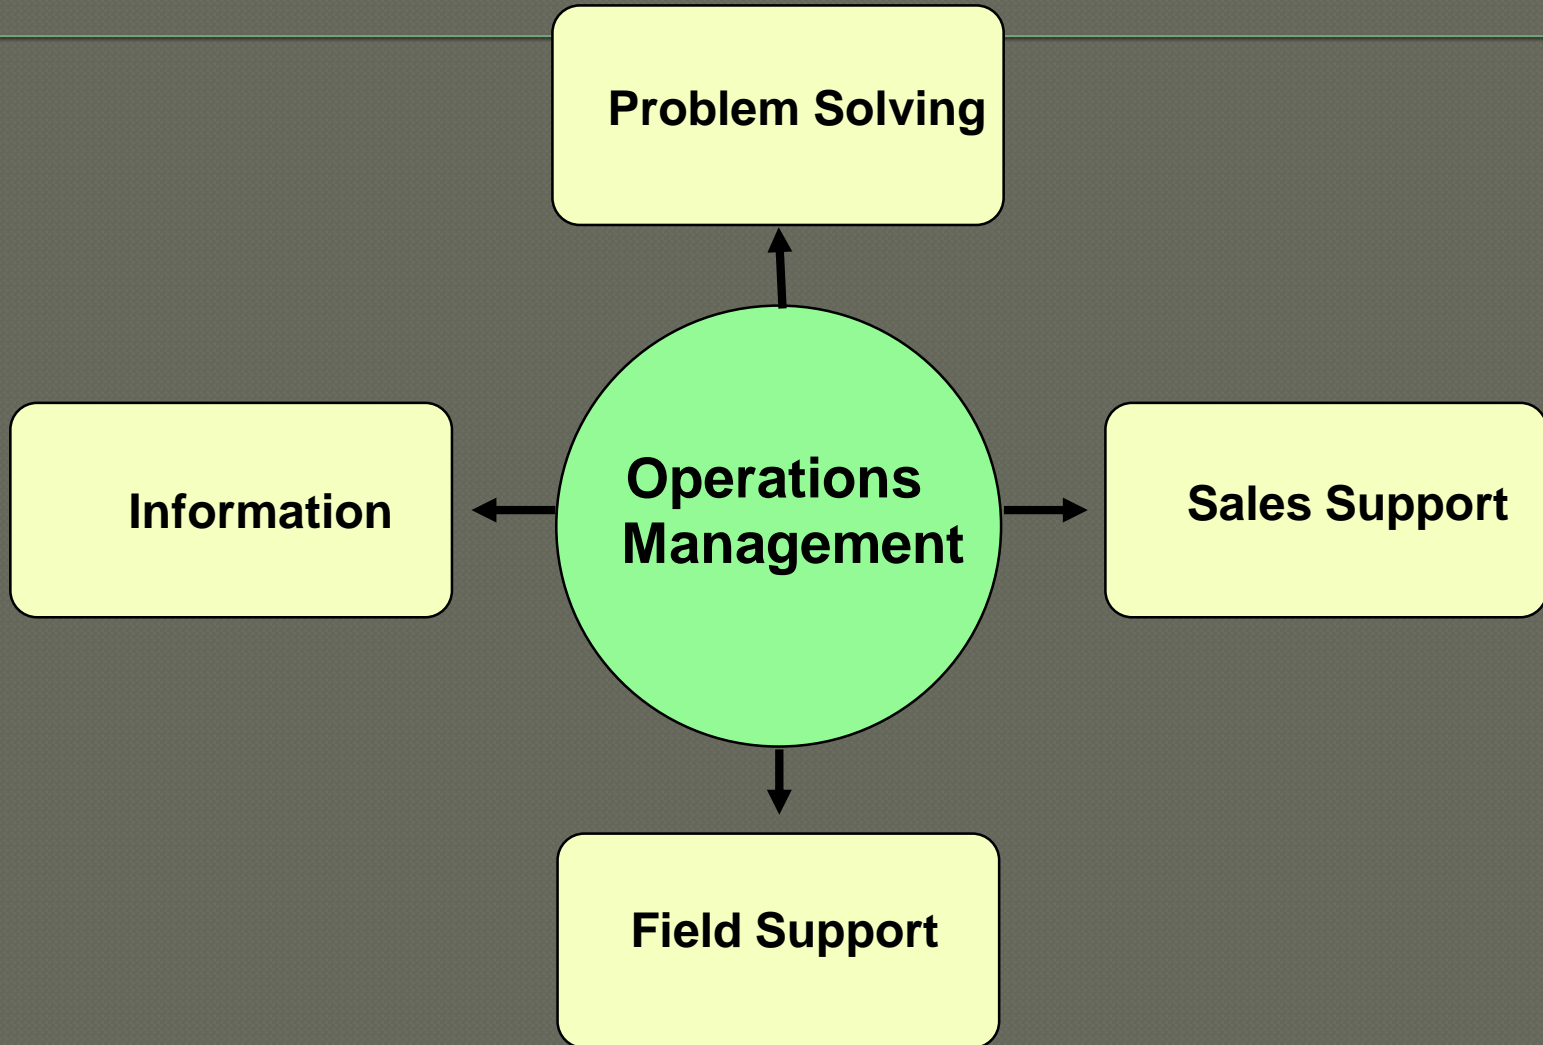 Problem Solving
Information
Operations
Management
Sales Support
Field Support